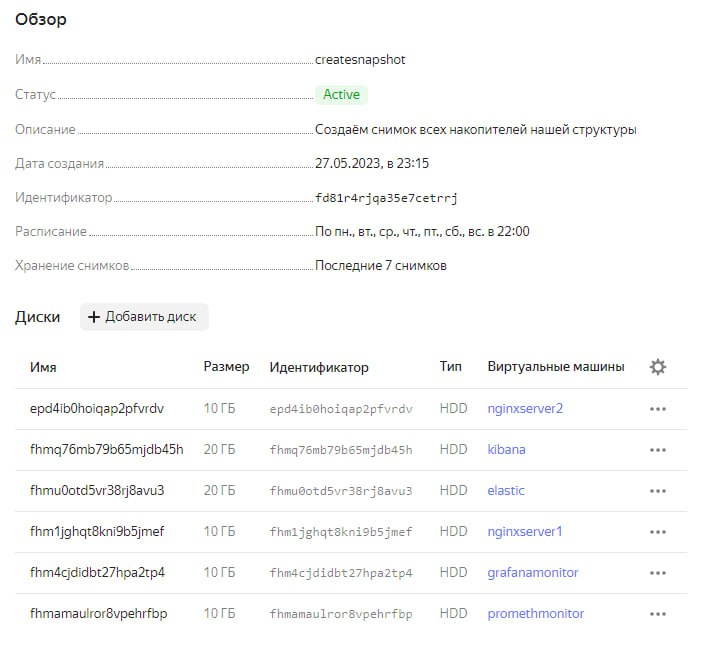 Обзор
Имя createsnapshot
Статус Active
Описание Создаём снимок всех накопителей нашей структуры
Дата создания 27.05.2023, в 23:15
Идентификатор fd81r4rjqa35e7cetrrj
Расписание По пн., вт., ср., чт., пт., сб., вс. в 22:00
Хранение снимков Последние 7 снимков
Диски + Добавить диск
Имя Размер Идентификатор Тип Виртуальные машины
epd4ib0hoiqap2pfvrdv 10 ГБ epd4ib0hoiqap2pfvrdv HDD nginxserver2
fhmq76mb79b65mjdb45h 20 ГБ fhmq76mb79b65mjdb45h HDD kibana
fhmu0otd5vr38rj8avu3 20 ГБ fhmu0otd5vr38rj8avu3 HDD elastic
fhm1jghqt8kni9b5jmef 10 ГБ fhm1jghqt8kni9b5jmef HDD nginxserver1
fhm4cjdidbt27hpa2tp4 10 ГБ fhm4cjdidbt27hpa2tp4 HDD grafanamonitor
fhmamaulror8vpehrfbp 10 ГБ fhmamaulror8vpehrfbp HDD promethmonitor